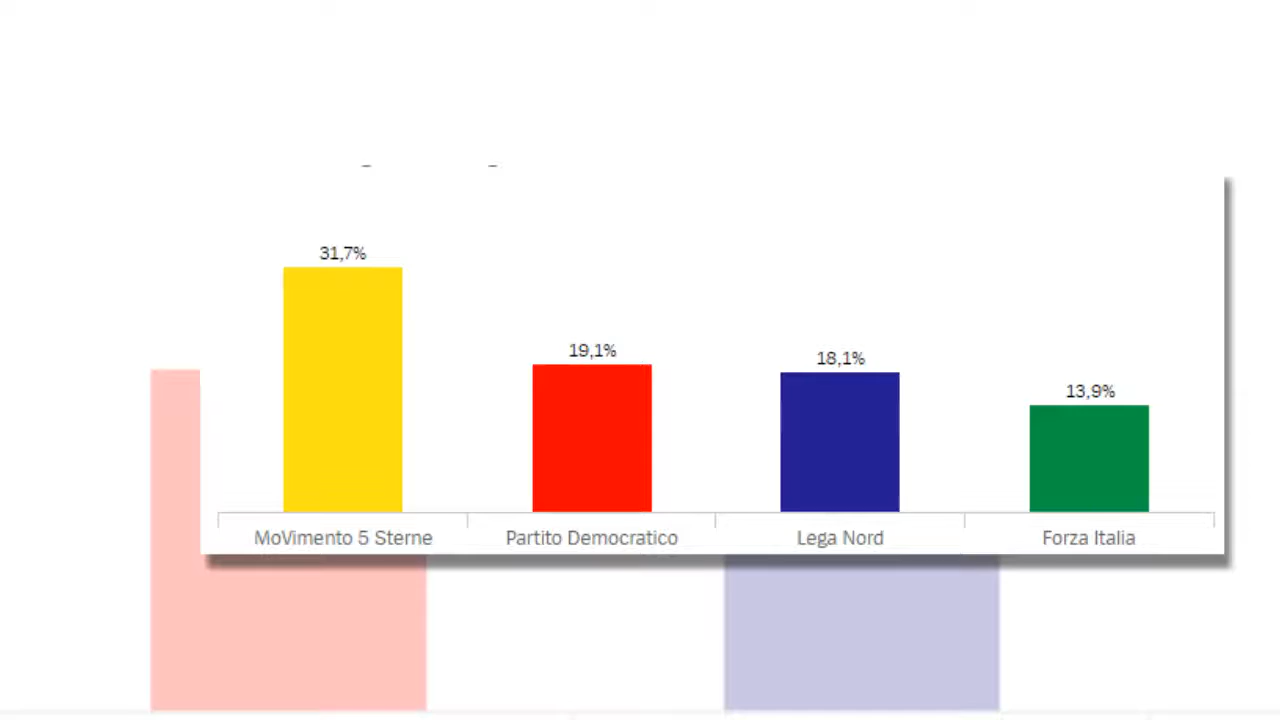 31,7%
19,1%
18,1%
13,9%
MoVimento 5 Sterne
Partito Democratico
Lega Nord
Forza Italia